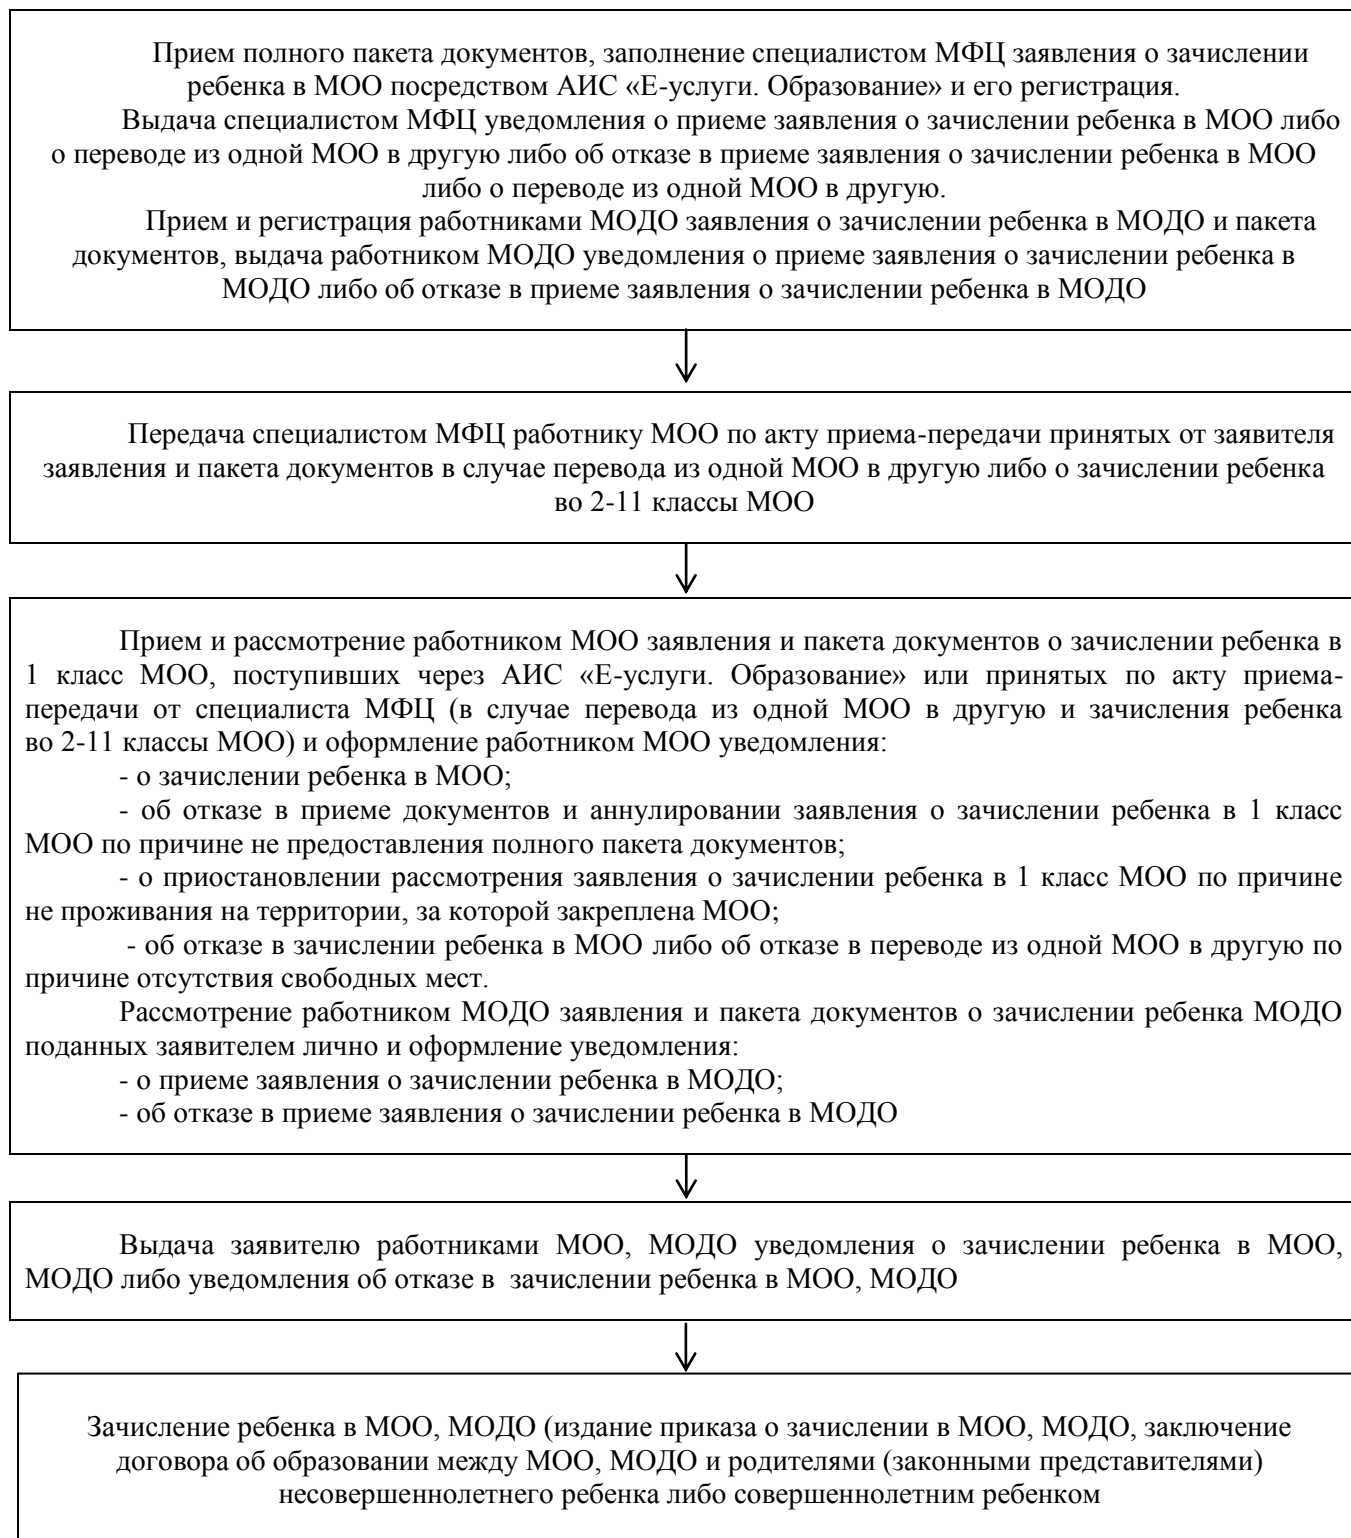 Прием полного пакета документов, заполнение специалистом МФЦ заявления о зачислении
ребенка в МОО посредством АИС «Е-услуги. Образование» и его регистрация.
Выдача специалистом МФЦ уведомления о приеме заявления о зачислении ребенка в МОО либо
о переводе из одной МОО в другую либо об отказе в приеме заявления о зачислении ребенка в МОО
либо о переводе из одной МОО в другую.
Прием и регистрация работниками МОДО заявления о зачислении ребенка в МОДО и пакета
документов, выдача работником МОДО уведомления о приеме заявления о зачислении ребенка в
МОДО либо об отказе в приеме заявления о зачислении ребенка в МОДО
Передача специалистом МФЦ работнику МОО по акту приема-передачи принятых от заявителя
заявления и пакета документов в случае перевода из одной МОО в другую либо о зачислении ребенка
во 2-11 классы МОО
Прием и рассмотрение работником МОО заявления и пакета документов о зачислении ребенка в
1 класс МОО, поступивших через АИС «Е-услуги. Образование» или принятых по акту приема-
передачи от специалиста МФЦ (в случае перевода из одной МОО в другую и зачисления ребенка
во 2-11 классы МОО) и оформление работником МОО уведомления:
- о зачислении ребенка в МОО;
- об отказе в приеме документов и аннулировании заявления о зачислении ребенка в 1 класс
МОО по причине не предоставления полного пакета документов;
- о приостановлении рассмотрения заявления о зачислении ребенка в 1 класс МОО по причине
не проживания на территории, за которой закреплена МОО;
- об отказе в зачислении ребенка в МОО либо об отказе в переводе из одной МОО в другую по
причине отсутствия свободных мест.
Рассмотрение работником МОДО заявления и пакета документов о зачислении ребенка МОДО
поданных заявителем лично и оформление уведомления:
- о приеме заявления о зачислении ребенка в МОДО;
- об отказе в приеме заявления о зачислении ребенка в МОДО
Выдача заявителю работниками МОО, МОДО уведомления о зачислении ребенка в МОО,
МОДО либо уведомления об отказе в зачислении ребенка в МОО, МОДО
Зачисление ребенка в МОО, МОДО (издание приказа о зачислении в МОО, МОДО, заключение
договора об образовании между МОО, МОДО и родителями (законными представителями)
несовершеннолетнего ребенка либо совершеннолетним ребенком